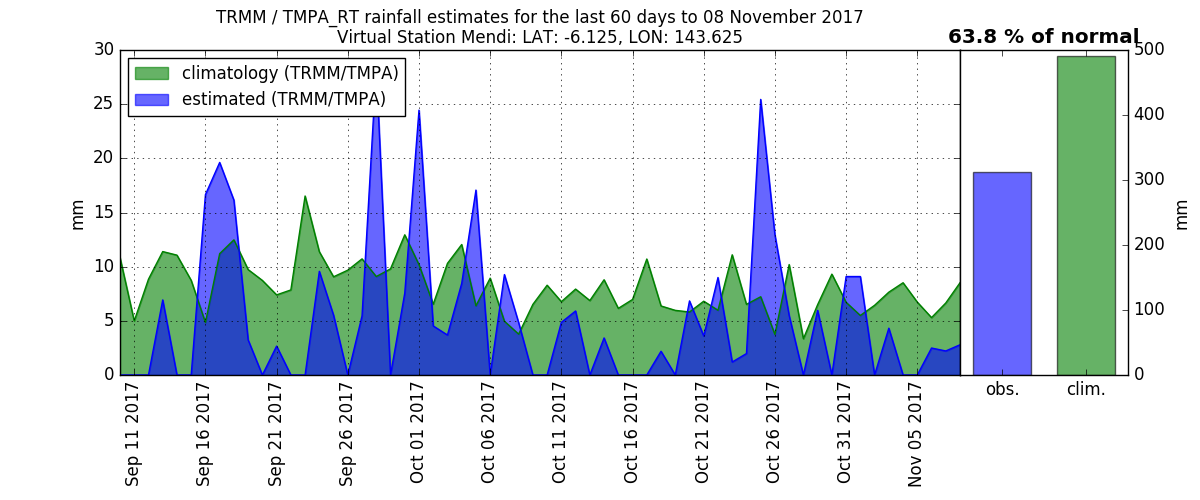 TRMM / TMPA_RT rainfall estimates for the last 60 days to 08 November 2017
Virtual Station Mendi: LAT: -6.125, LON: 143.625
63.8 % of normal
climatology (TRMM/TMPA)
estimated (TRMM/TMPA)
30
25
20
15
10
5
0
mm
Sep 11 2017
Sep 16 2017
Sep 21 2017
Sep 26 2017
Oct 01 2017
Oct 06 2017
Oct 11 2017
Oct 16 2017
Oct 21 2017
Oct 26 2017
Oct 31 2017
Nov 05 2017
obs.
clim.
500
400
300
200
100
0
mm